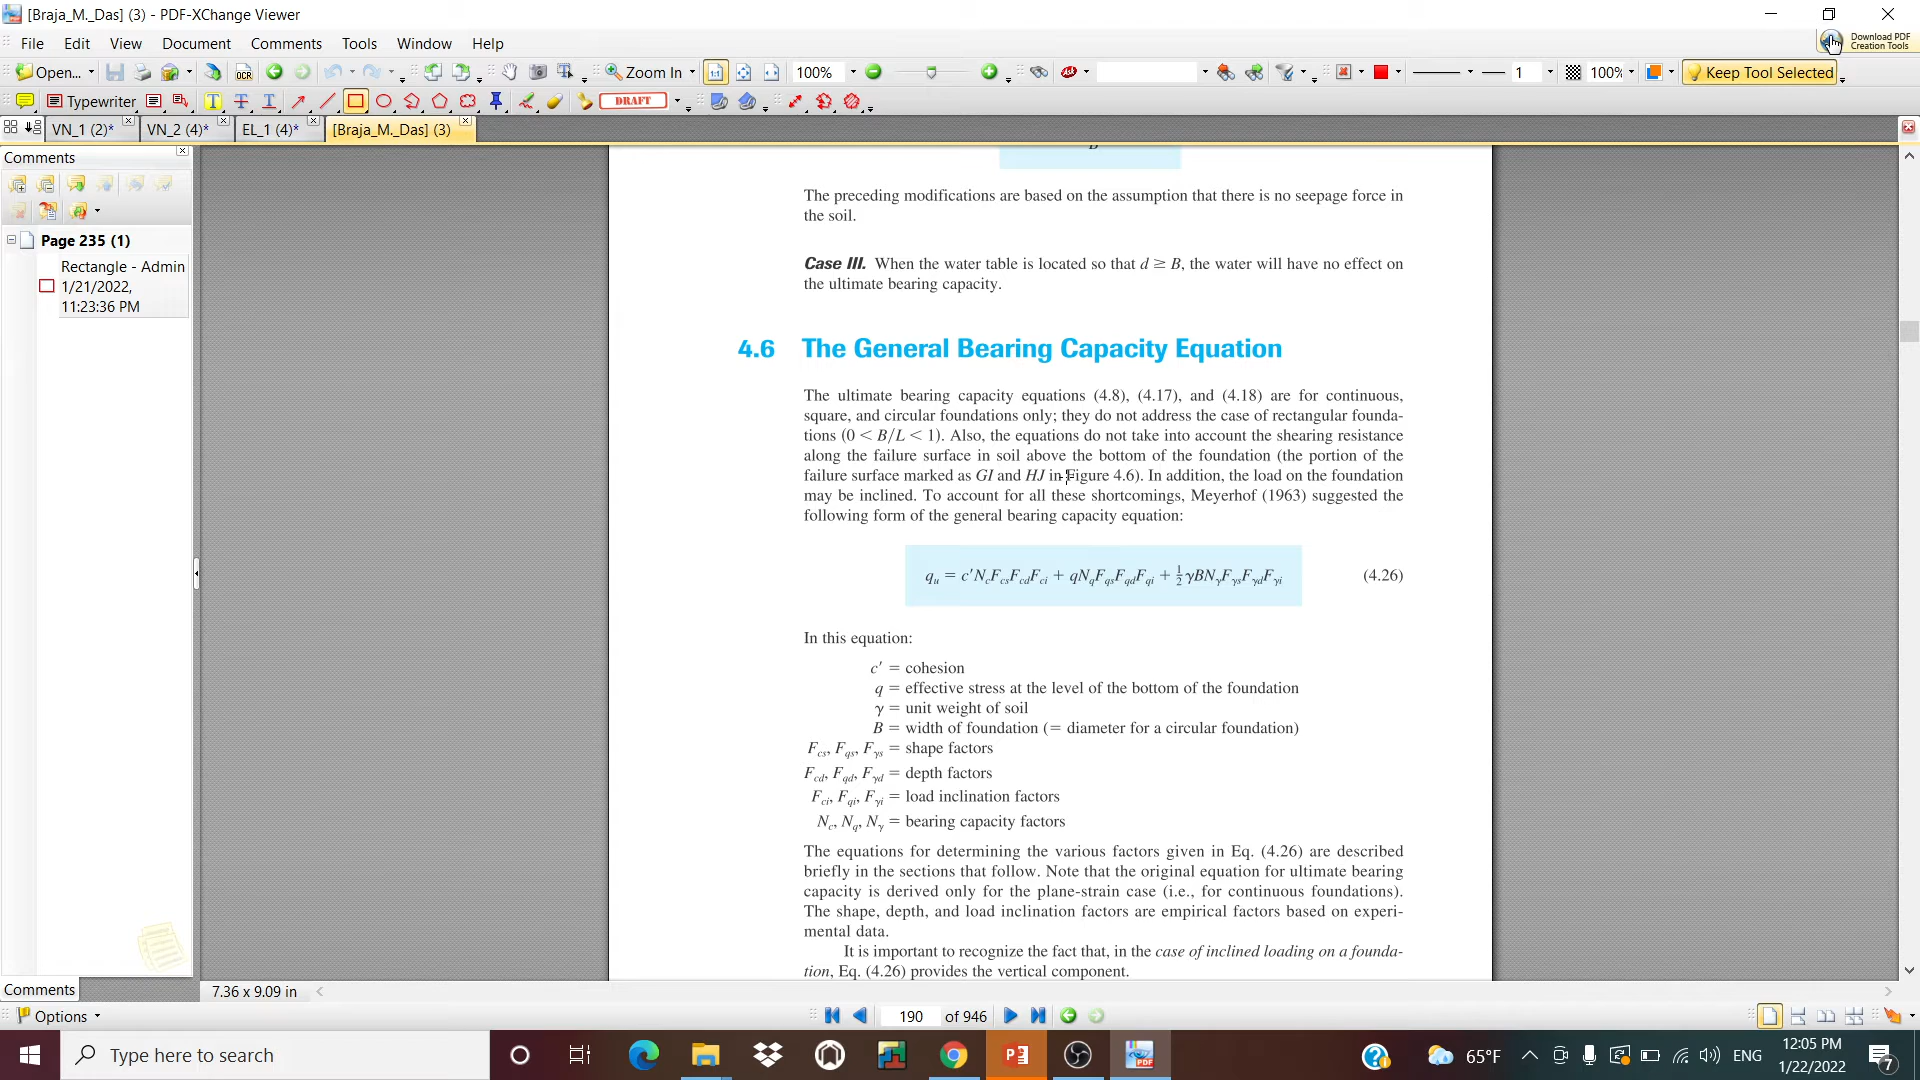 [Braja_M._Das] (3) - PDF-XChange Viewer
File Edit View Document Comments Tools Window Help
Download PDF
Creation Tools
Open... OCR Zoom In 100% 1 100% Keep Tool Selected
Typewriter DRAFT
VN_1 (2)* VN_2 (4)* EL_1 (4)* [Braja_M._Das] (3)
Comments
Page 235 (1)
Rectangle - Admin
1/21/2022,
11:23:36 PM
The preceding modifications are based on the assumption that there is no seepage force in
the soil.
Case III. When the water table is located so that d ≥ B, the water will have no effect on
the ultimate bearing capacity.
4.6 The General Bearing Capacity Equation
The ultimate bearing capacity equations (4.8), (4.17), and (4.18) are for continuous,
square, and circular foundations only; they do not address the case of rectangular founda-
tions (0 < B/L < 1). Also, the equations do not take into account the shearing resistance
along the failure surface in soil above the bottom of the foundation (the portion of the
failure surface marked as GI and HJ in Figure 4.6). In addition, the load on the foundation
may be inclined. To account for all these shortcomings, Meyerhof (1963) suggested the
following form of the general bearing capacity equation:
qu = c′NcFcsFcdFci + qNqFqsFqdFqi + ½ γBNγFγsFγdFγi (4.26)
In this equation:
c′ = cohesion
q = effective stress at the level of the bottom of the foundation
γ = unit weight of soil
B = width of foundation (= diameter for a circular foundation)
Fcs, Fqs, Fγs = shape factors
Fcd, Fqd, Fγd = depth factors
Fci, Fqi, Fγi = load inclination factors
Nc, Nq, Nγ = bearing capacity factors
The equations for determining the various factors given in Eq. (4.26) are described
briefly in the sections that follow. Note that the original equation for ultimate bearing
capacity is derived only for the plane-strain case (i.e., for continuous foundations).
The shape, depth, and load inclination factors are empirical factors based on experi-
mental data.
It is important to recognize the fact that, in the case of inclined loading on a founda-
tion, Eq. (4.26) provides the vertical component.
Comments
7.36 x 9.09 in
Options
190 of 946
Type here to search
65°F
ENG
12:05 PM
1/22/2022
7